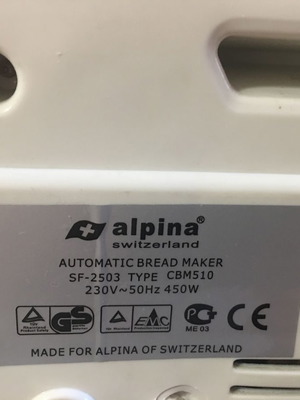 alpina®
switzerland
AUTOMATIC BREAD MAKER
SF-2503 TYPE CBM510
230V~50Hz 450W
GS EMC PC CE
ME 03
MADE FOR ALPINA OF SWITZERLAND